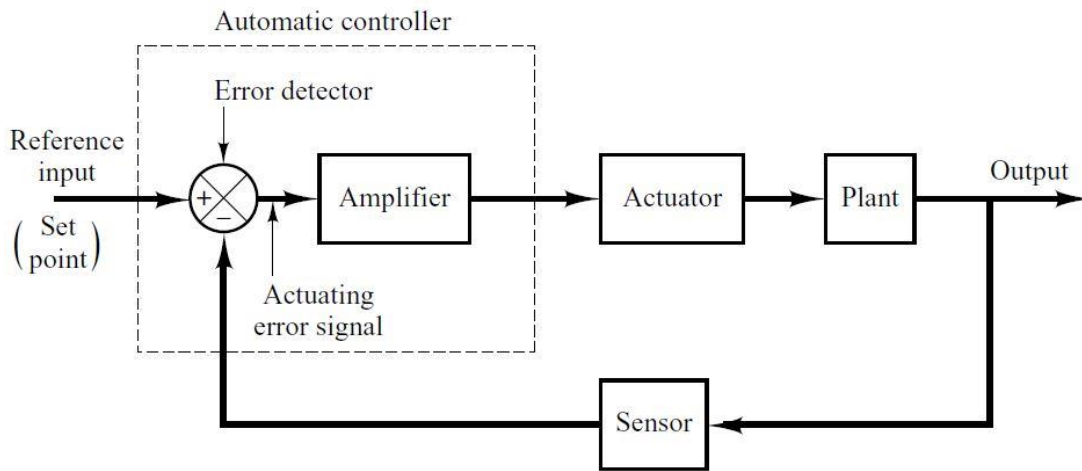 Automatic controller
Error detector
Reference
input
( Set
point )
+
−
Amplifier
Actuator
Plant
Output
Actuating
error signal
Sensor